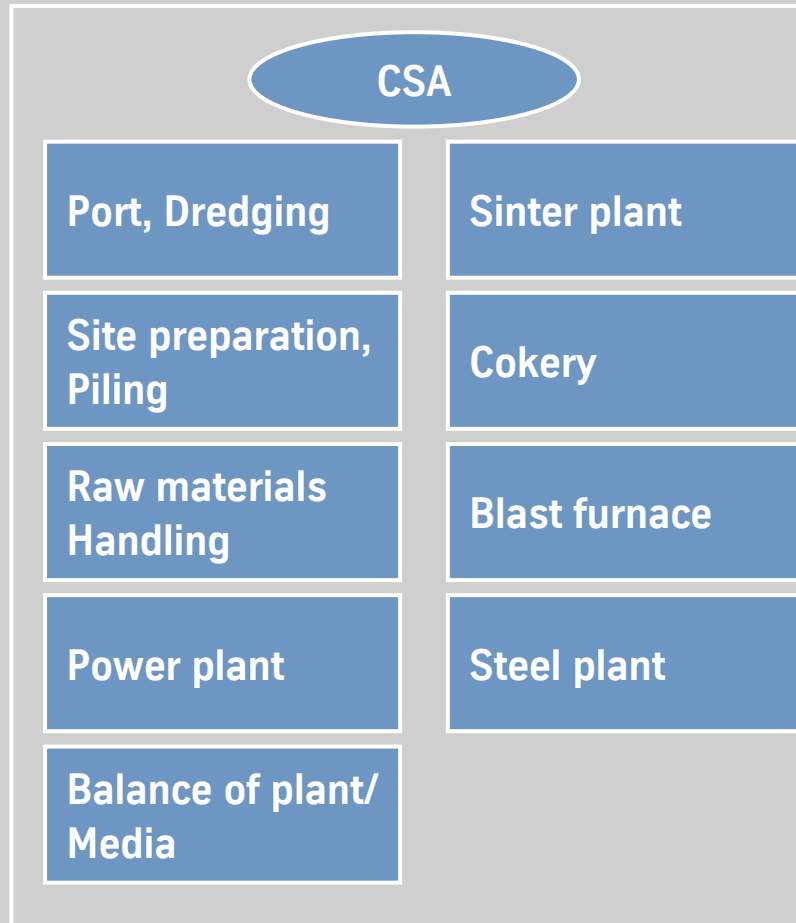 CSA
Port, Dredging
Site preparation,
Piling
Raw materials
Handling
Power plant
Balance of plant/
Media
Sinter plant
Cokery
Blast furnace
Steel plant